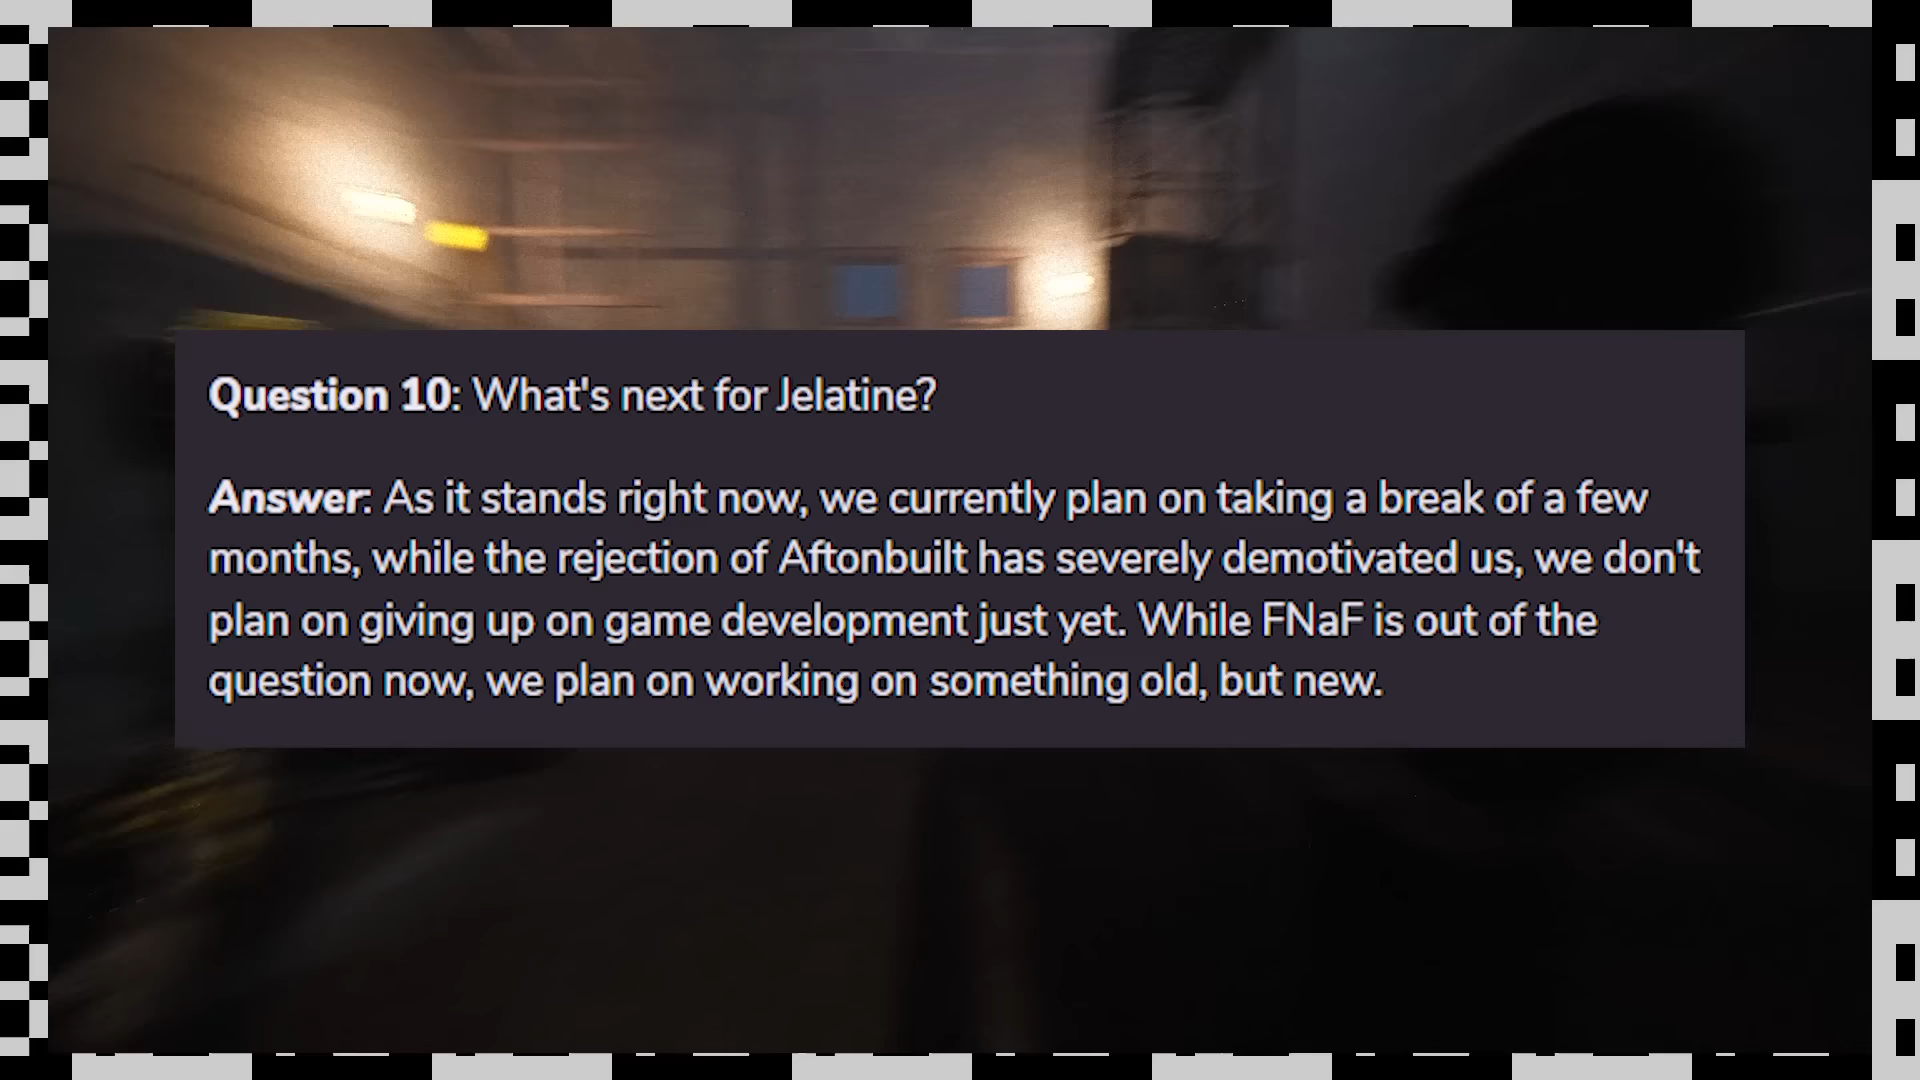 Question 10: What's next for Jelatine?
Answer: As it stands right now, we currently plan on taking a break of a few
months, while the rejection of Aftonbuilt has severely demotivated us, we don't
plan on giving up on game development just yet. While FNaF is out of the
question now, we plan on working on something old, but new.